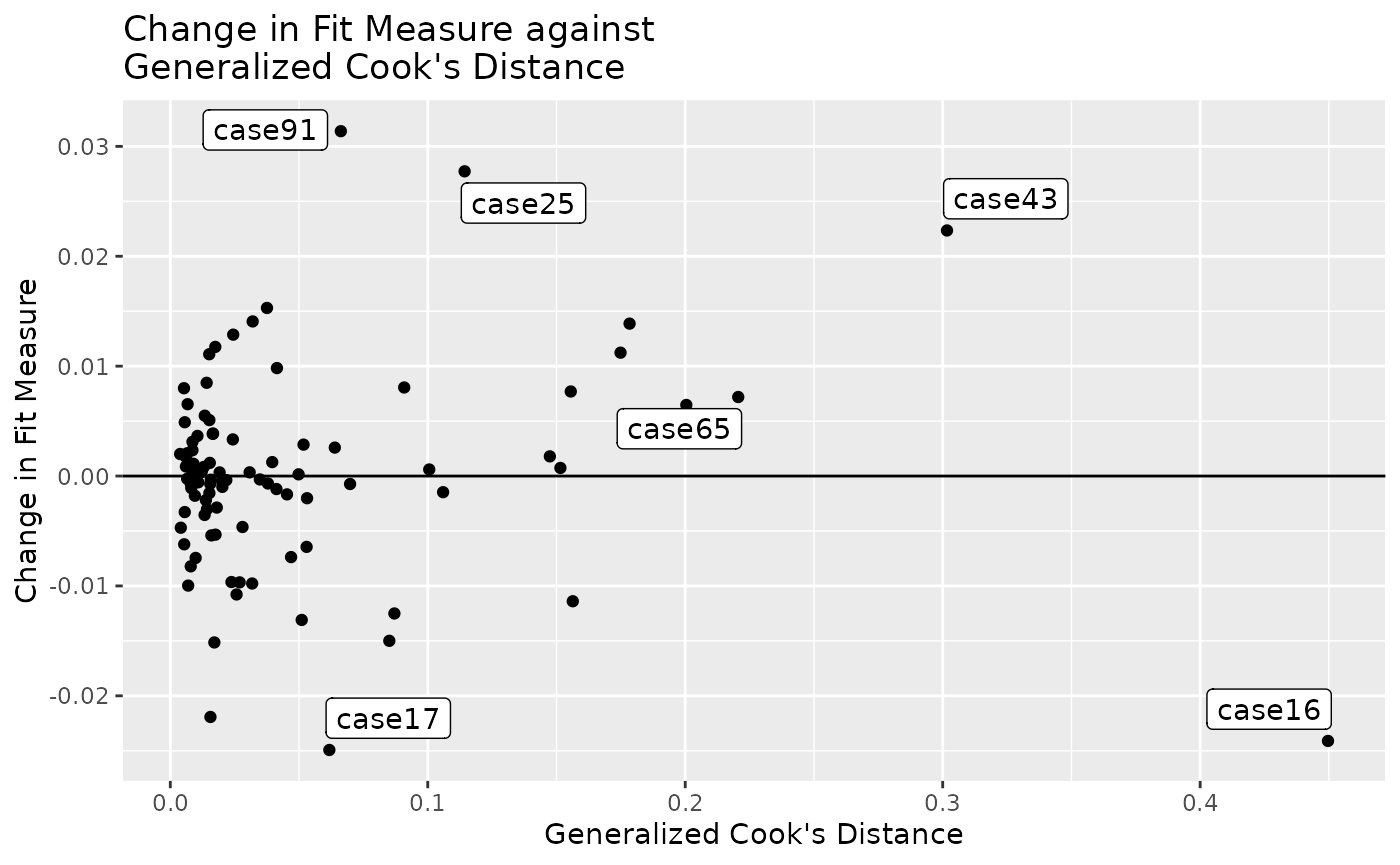 Change in Fit Measure against
Generalized Cook's Distance
case91
case25
case43
case65
case17
case16
0.03
0.02
0.01
0.00
-0.01
-0.02
Change in Fit Measure
0.0 0.1 0.2 0.3 0.4
Generalized Cook's Distance